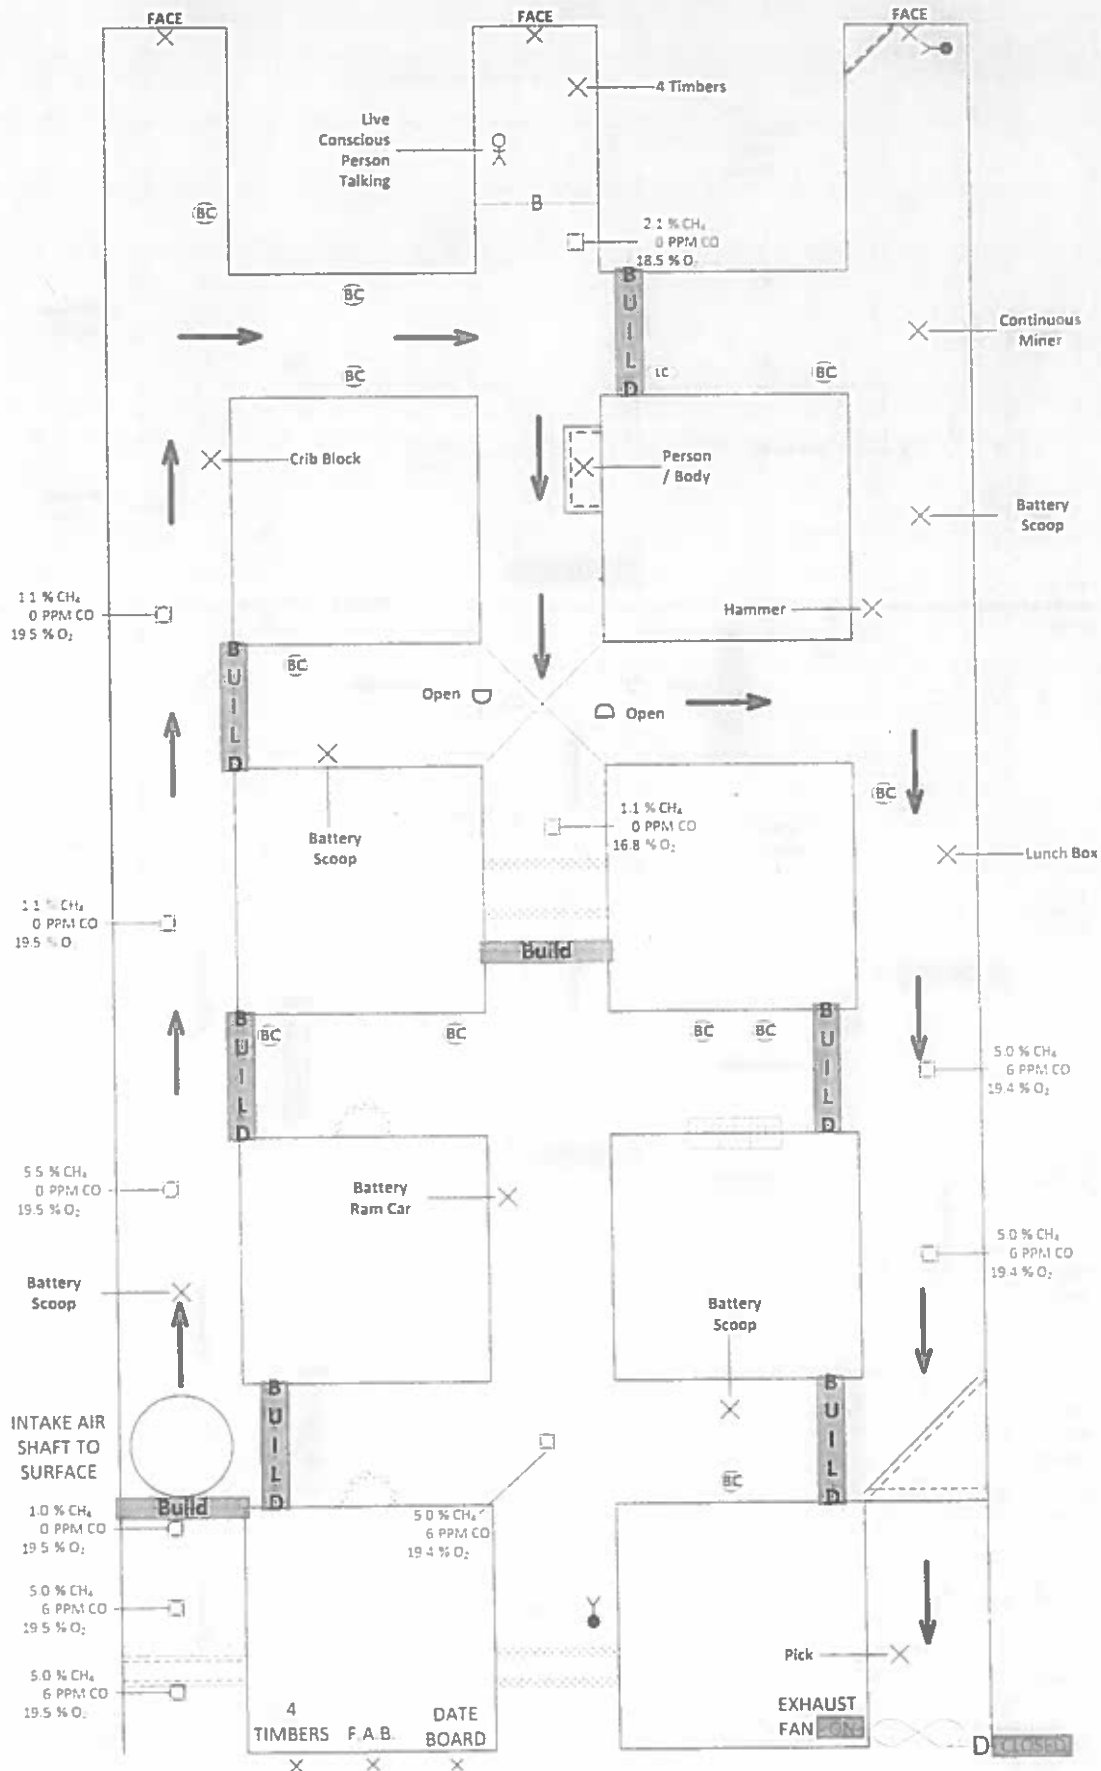 FACE
FACE
FACE
4 Timbers
Live
Conscious
Person
Talking
BC
B
2.1 % CH₄
0 PPM CO
18.5 % O₂
BC
B
U
I
L
D
Continuous
Miner
BC
BC
Crib Block
Person
/ Body
Battery
Scoop
1.1 % CH₄
0 PPM CO
19.5 % O₂
Hammer
B
U
I
L
D
BC
Open
Open
Battery
Scoop
BC
1.1 % CH₄
0 PPM CO
16.8 % O₂
Lunch Box
1.1 % CH₄
0 PPM CO
19.5 % O
Build
B
U
I
L
D
BC
BC
BC
BC
B
U
I
L
D
5.0 % CH₄
6 PPM CO
19.4 % O₂
5.5 % CH₄
0 PPM CO
19.5 % O₂
Battery
Ram Car
5.0 % CH₄
6 PPM CO
19.4 % O₂
Battery
Scoop
Battery
Scoop
B
U
I
L
D
B
U
I
L
D
INTAKE AIR
SHAFT TO
SURFACE
BC
Build
1.0 % CH₄
0 PPM CO
19.5 % O₂
5.0 % CH₄
6 PPM CO
19.4 % O₂
5.0 % CH₄
6 PPM CO
19.5 % O₂
Pick
5.0 % CH₄
6 PPM CO
19.5 % O₂
4
TIMBERS
F.A.B.
DATE
BOARD
EXHAUST
FAN ON
D CLOSED